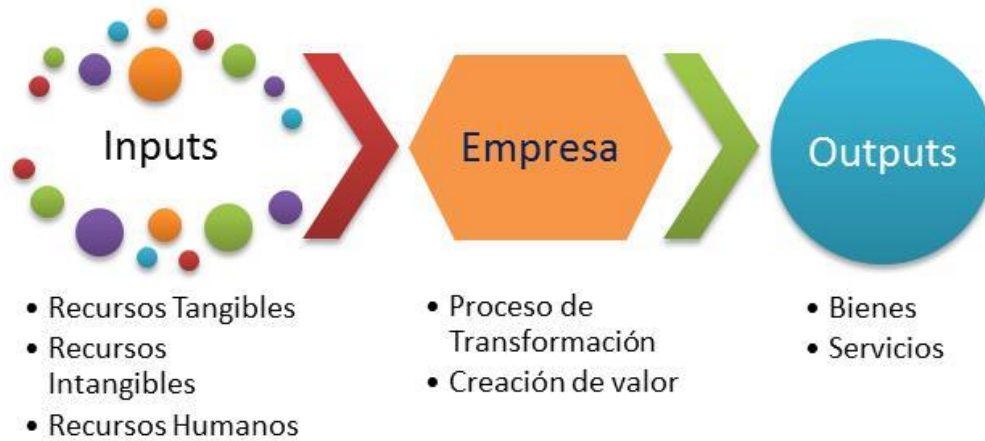 Inputs
Empresa
Outputs
• Recursos Tangibles
• Recursos
Intangibles
• Recursos Humanos
• Proceso de
Transformación
• Creación de valor
• Bienes
• Servicios